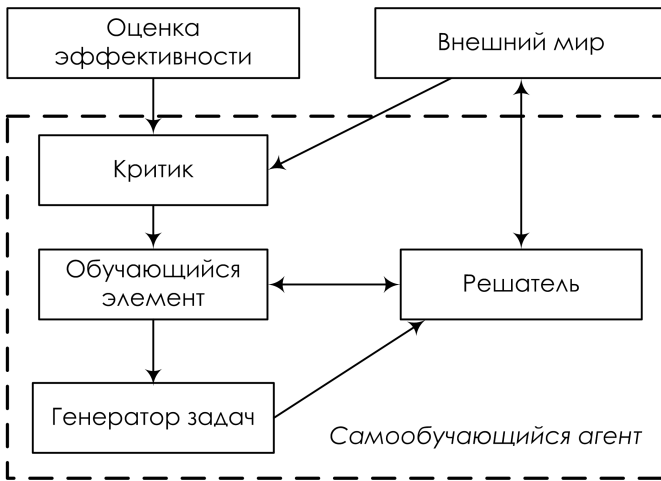 Оценка
эффективности
Внешний мир
Критик
Обучающийся
элемент
Решатель
Генератор задач
Самообучающийся агент